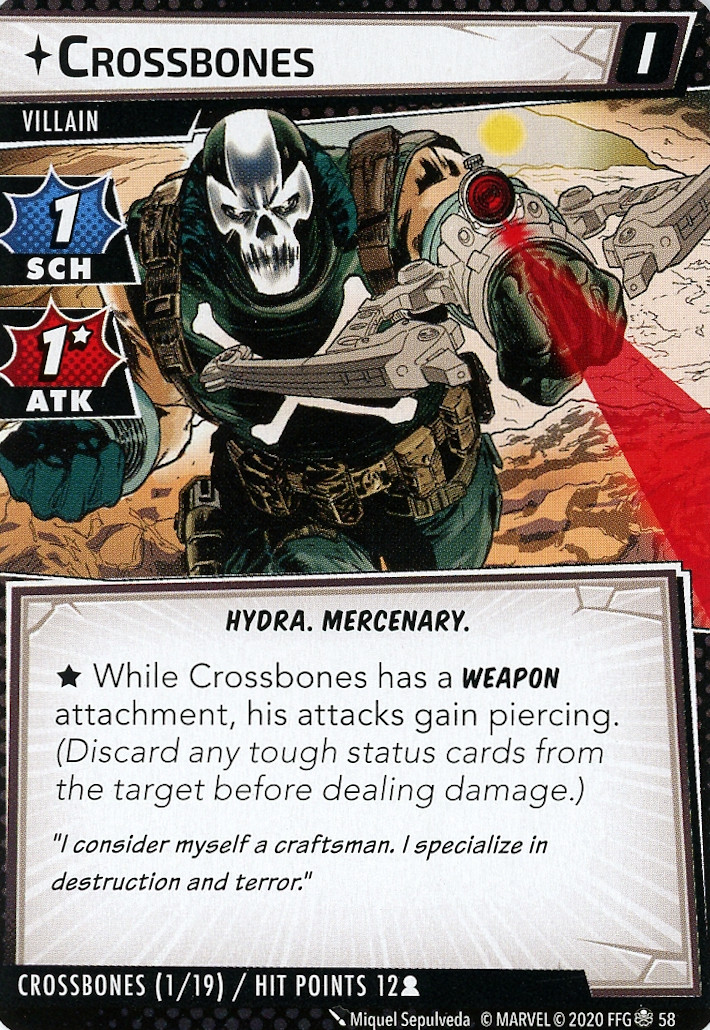 CROSSBONES
I
VILLAIN
1
SCH
1
ATK
HYDRA. MERCENARY.
★ While Crossbones has a WEAPON
attachment, his attacks gain piercing.
(Discard any tough status cards from
the target before dealing damage.)
"I consider myself a craftsman. I specialize in
destruction and terror."
CROSSBONES (1/19) / HIT POINTS 12
Miquel Sepulveda © MARVEL © 2020 FFG 58